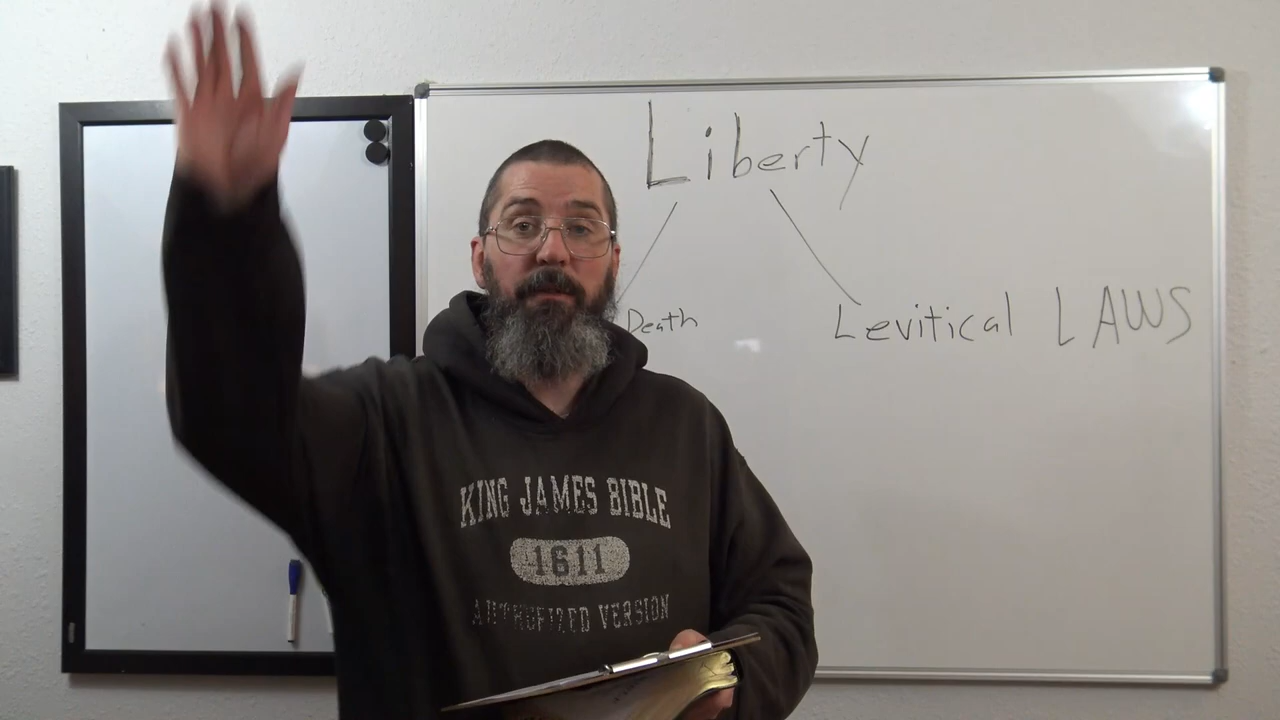 Liberty
Death
Levitical LAWS
KING JAMES BIBLE
1611
AUTHORIZED VERSION